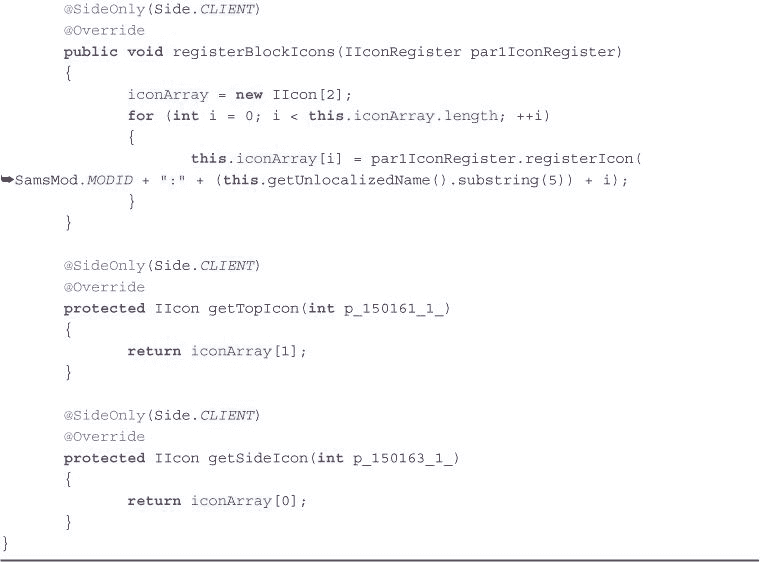 @SideOnly(Side.CLIENT)
@Override
public void registerBlockIcons(IIconRegister par1IconRegister)
{
iconArray = new IIcon[2];
for (int i = 0; i < this.iconArray.length; ++i)
{
this.iconArray[i] = par1IconRegister.registerIcon(
➥SamsMod.MODID + ":" + (this.getUnlocalizedName().substring(5)) + i);
}
}
@SideOnly(Side.CLIENT)
@Override
protected IIcon getTopIcon(int p_150161_1_)
{
return iconArray[1];
}
@SideOnly(Side.CLIENT)
@Override
protected IIcon getSideIcon(int p_150163_1_)
{
return iconArray[0];
}
}